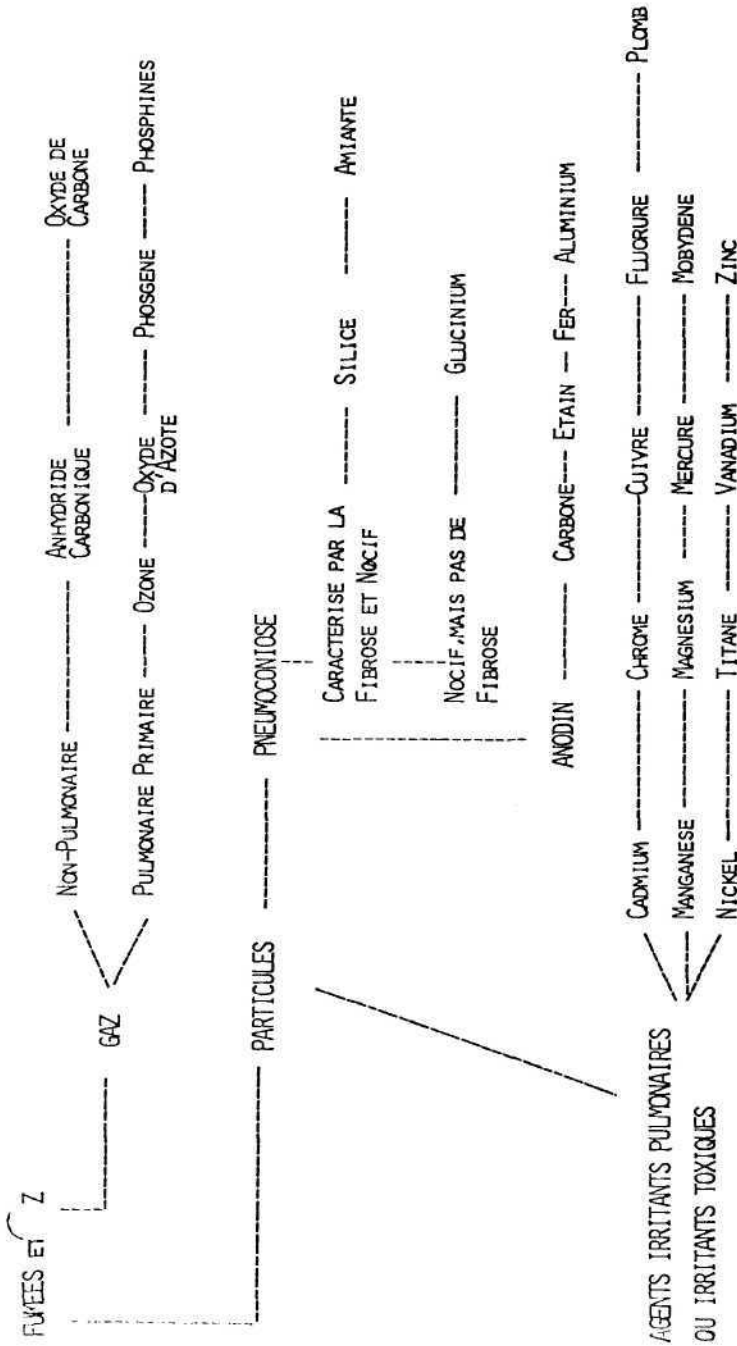 FUMEES ET Z
GAZ
NON-PULMONAIRE
ANHYDRIDE
CARBONIQUE
OXYDE DE
CARBONE
PULMONAIRE PRIMAIRE
OZONE
OXYDE
D'AZOTE
PHOSGENE
PHOSPHINES
PARTICULES
PNEUMOCONIOSE
CARACTERISE PAR LA
FIBROSE ET NOCIF
SILICE
AMIANTE
NOCIF, MAIS PAS DE
FIBROSE
GLUCINIUM
ANODIN
CARBONE
ETAIN
FER
ALUMINIUM
AGENTS IRRITANTS PULMONAIRES
OU IRRITANTS TOXIQUES
CADMIUM
CHROME
CUIVRE
FLUORURE
PLOMB
MANGANESE
MAGNESIUM
MERCURE
MOBYDENE
NICKEL
TITANE
VANADIUM
ZINC